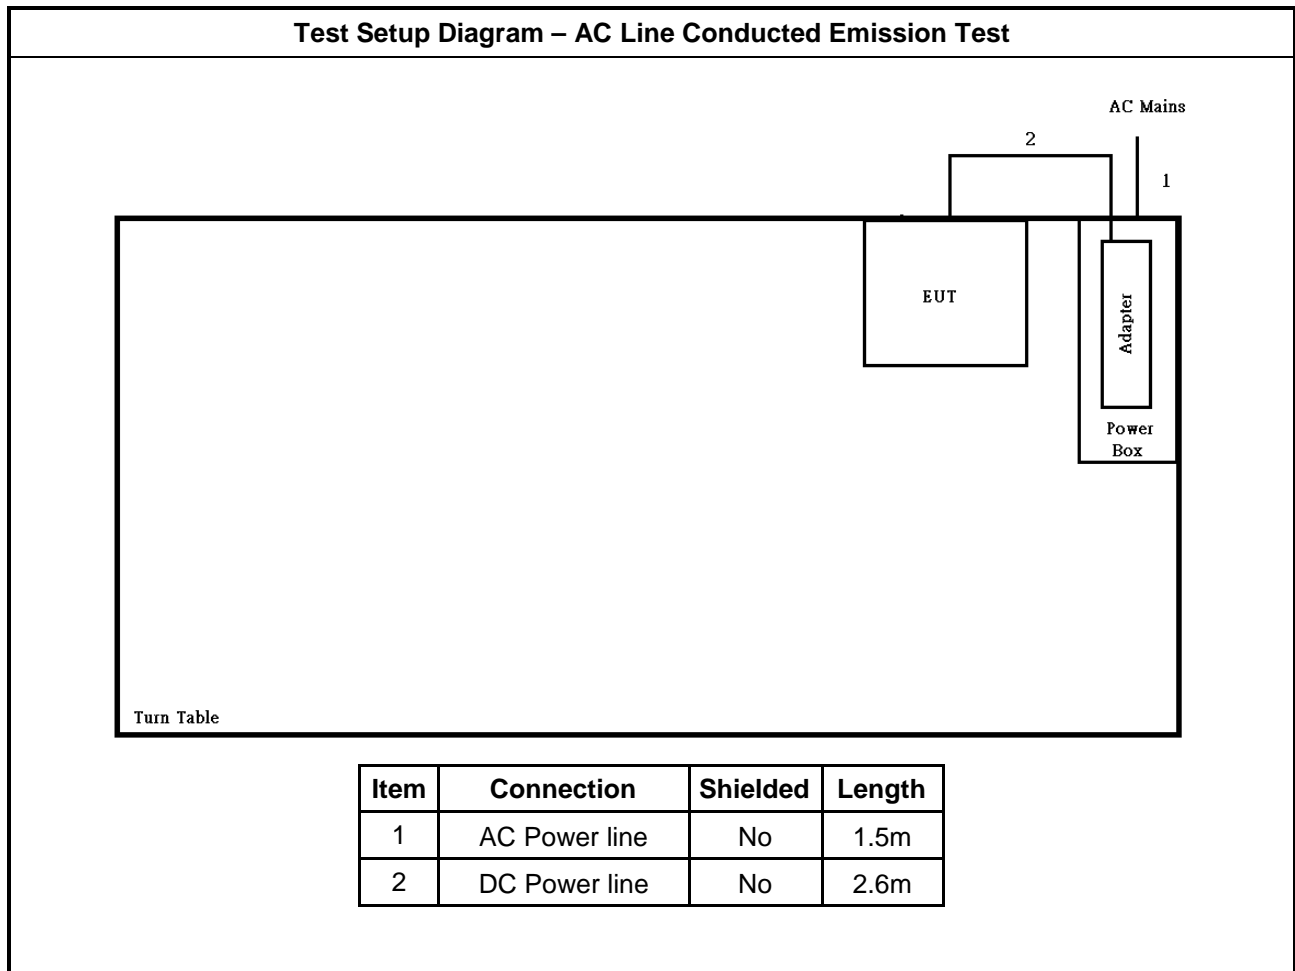 Test Setup Diagram – AC Line Conducted Emission Test
AC Mains
2
1
EUT
Adapter
Power
Box
Turn Table
Item Connection Shielded Length
1 AC Power line No 1.5m
2 DC Power line No 2.6m